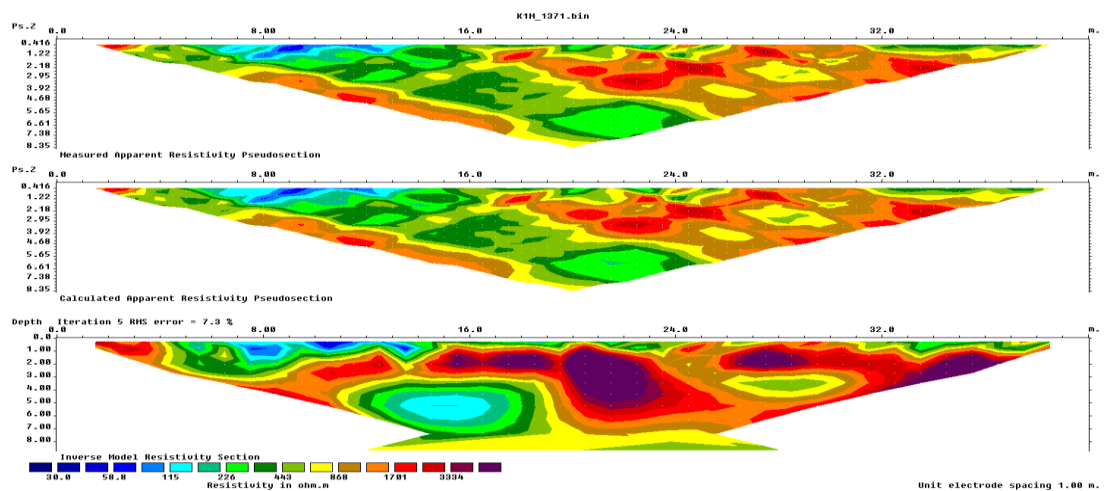 K1H_1371.bin
Ps.Z 0.0 8.00 16.0 24.0 32.0 m.
0.416
1.22
2.18
2.95
3.92
4.68
5.65
6.61
7.38
8.35
Measured Apparent Resistivity Pseudosection
Ps.Z 0.0 8.00 16.0 24.0 32.0 m.
0.416
1.22
2.18
2.95
3.92
4.68
5.65
6.61
7.38
8.35
Calculated Apparent Resistivity Pseudosection
Depth Iteration 5 RMS error = 7.3 %
0.0 8.00 16.0 24.0 32.0 m.
0.0
1.00
2.00
3.00
4.00
5.00
6.00
7.00
8.00
Inverse Model Resistivity Section
30.0 58.8 115 226 443 868 1701 3334
Resistivity in ohm.m
Unit electrode spacing 1.00 m.